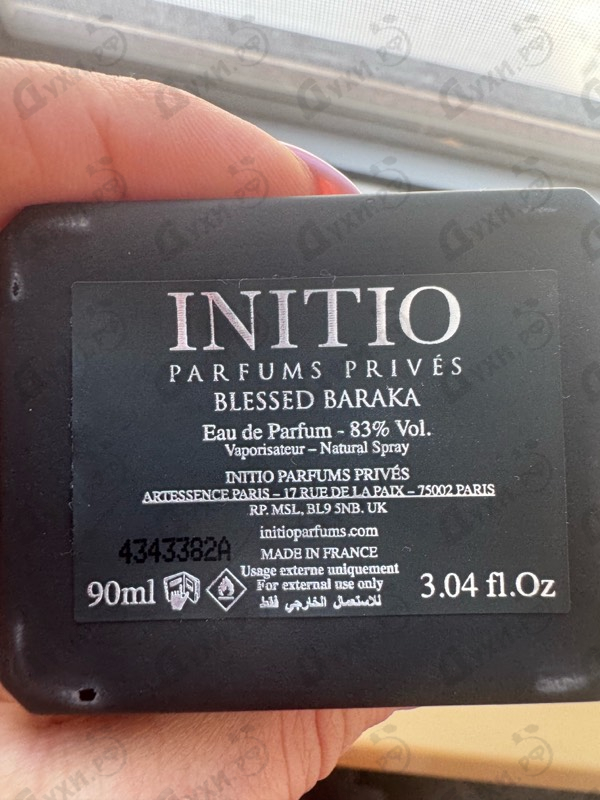 INITIO
PARFUMS PRIVÉS
BLESSED BARAKA
Eau de Parfum - 83% Vol.
Vaporisateur – Natural Spray
INITIO PARFUMS PRIVÉS
ARTESSENCE PARIS – 17 RUE DE LA PAIX – 75002 PARIS
RP. MSL, BL9 5NB. UK
initioparfums.com
4343382A
MADE IN FRANCE
Usage externe uniquement
90ml For external use only 3.04 fl.Oz
للاستعمال الخارجي فقط
Духи.рф